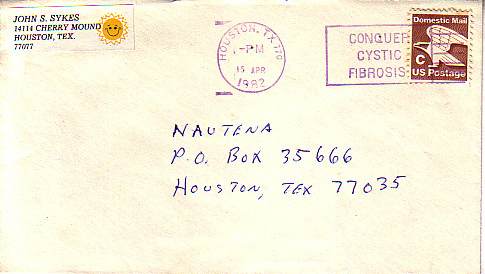 JOHN S. SYKES
14114 CHERRY MOUND
HOUSTON, TEX.
77077
HOUSTON, TX 770
-PM
15 APR
1982
CONQUER
CYSTIC
FIBROSIS
Domestic Mail
C
US Postage
NAUTENA
P.O. BOX 35666
HOUSTON, TEX 77035